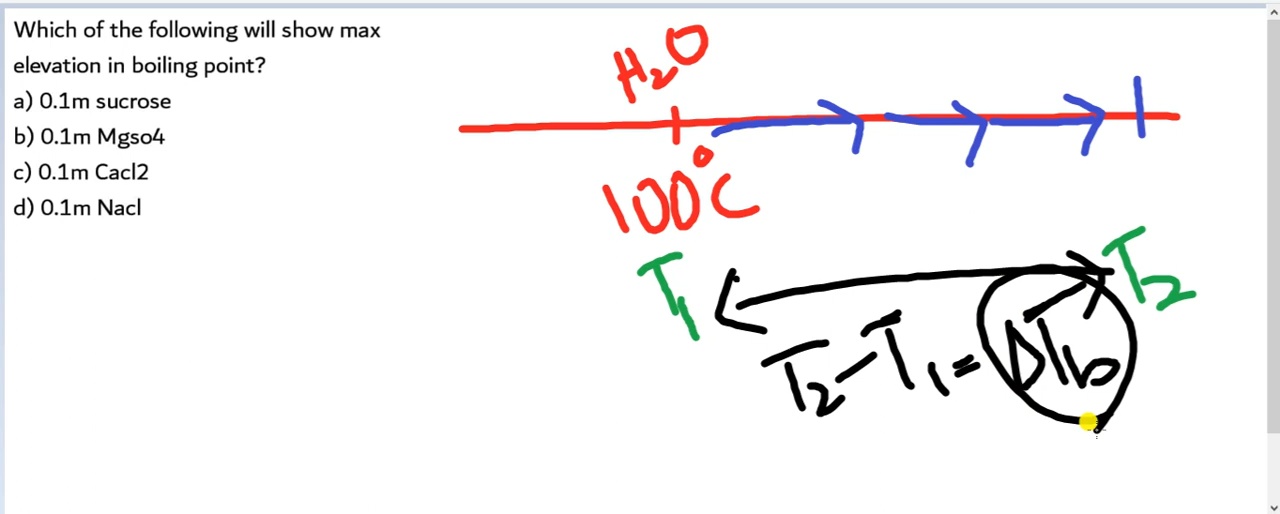 Which of the following will show max
elevation in boiling point?
a) 0.1m sucrose
b) 0.1m Mgso4
c) 0.1m Cacl2
d) 0.1m Nacl
H₂O
100°C
T₁
T₂
T₂-T₁=ΔTb